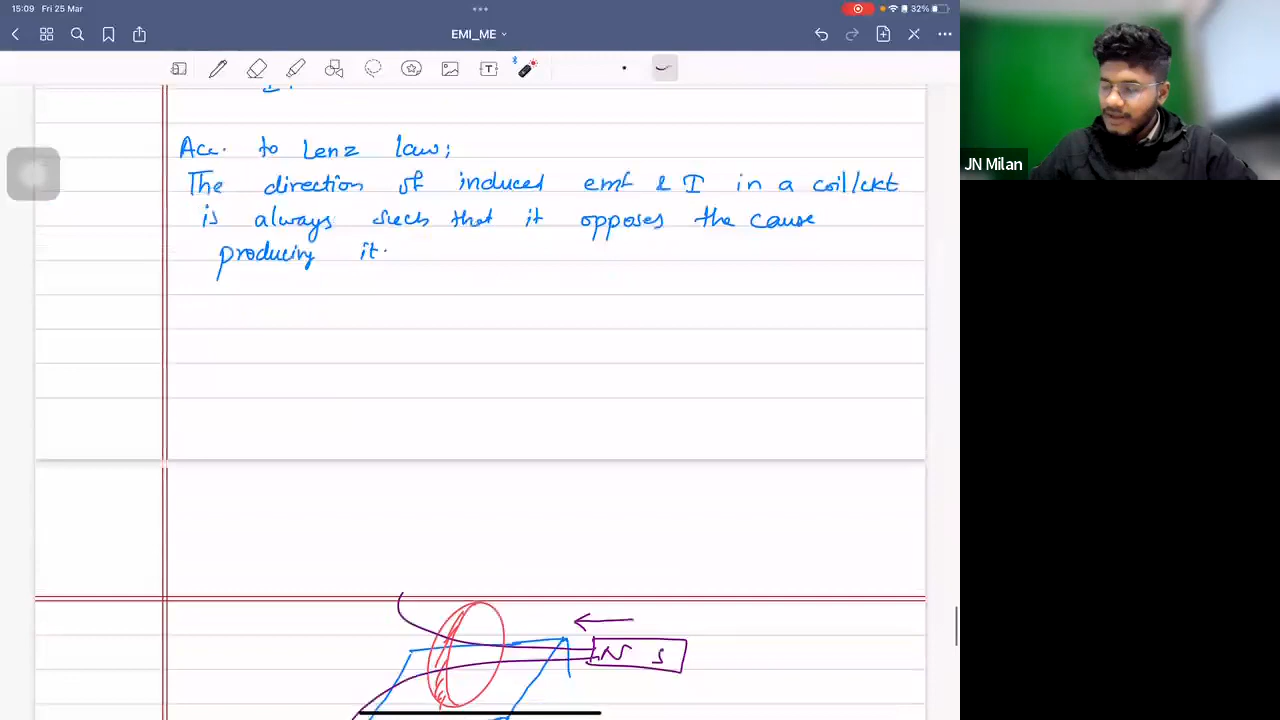 15:09 Fri 25 Mar
32%
EMI_ME
JN Milan
Acc. to Lenz law;
The direction of induced emf & I in a coil/ckt
is always such that it opposes the cause
producing it.
N S